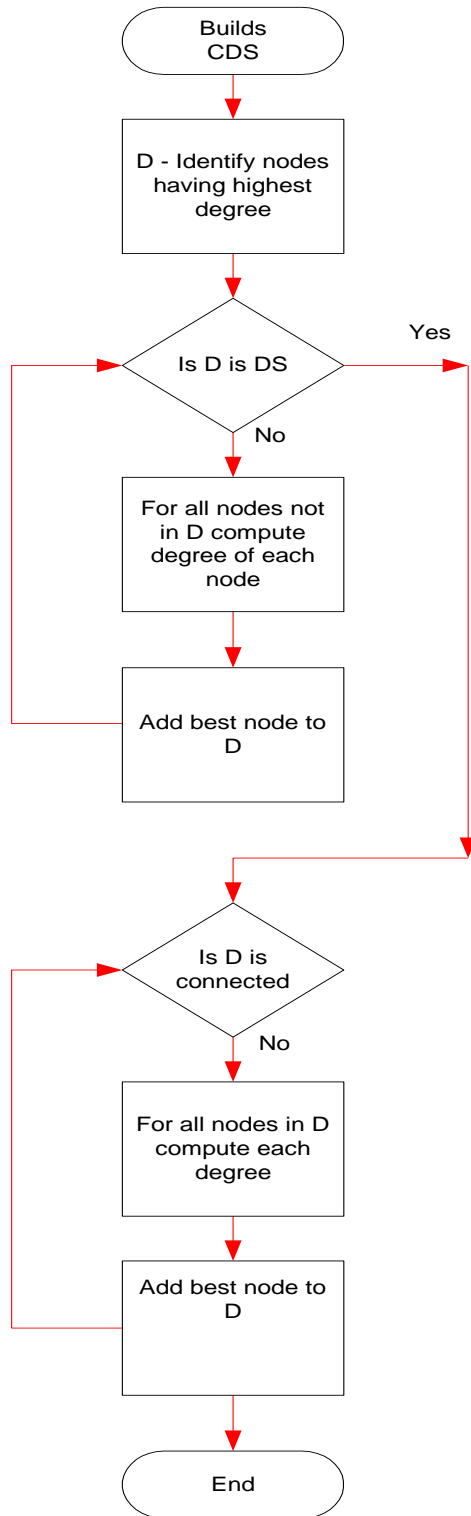 Builds
CDS
D - Identify nodes
having highest
degree
Yes
Is D is DS
No
For all nodes not
in D compute
degree of each
node
Add best node to
D
Is D is
connected
No
For all nodes in D
compute each
degree
Add best node to
D
End